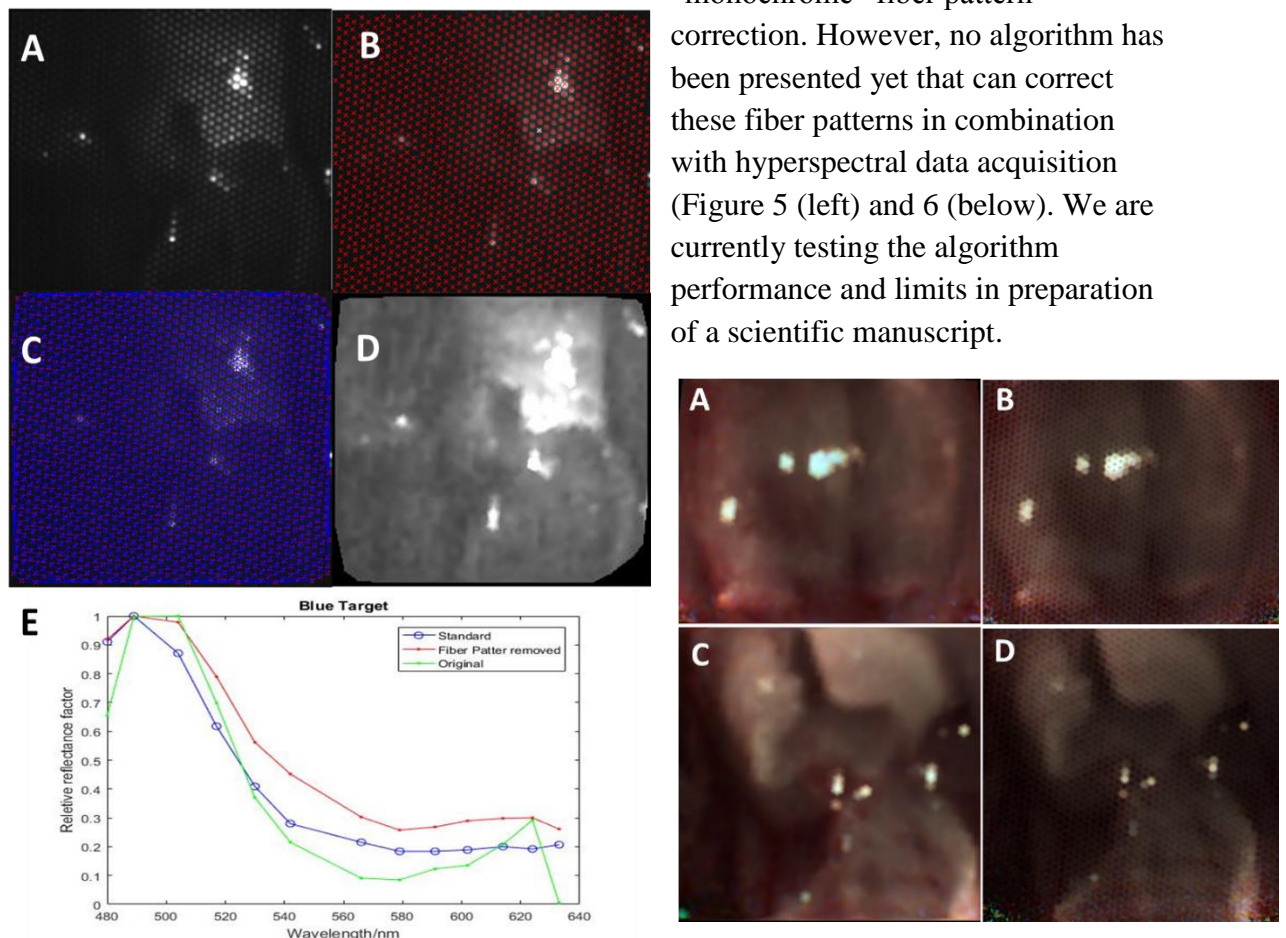 "monochromic" fiber pattern
correction. However, no algorithm has
been presented yet that can correct
these fiber patterns in combination
with hyperspectral data acquisition
(Figure 5 (left) and 6 (below). We are
currently testing the algorithm
performance and limits in preparation
of a scientific manuscript.
A
B
C
D
E
Blue Target
Standard
Fiber Patter removed
Original
Reletive reflectance factor
1
0.9
0.8
0.7
0.6
0.5
0.4
0.3
0.2
0.1
0
480 500 520 540 560 580 600 620 640
Wavelength/nm
A
B
C
D